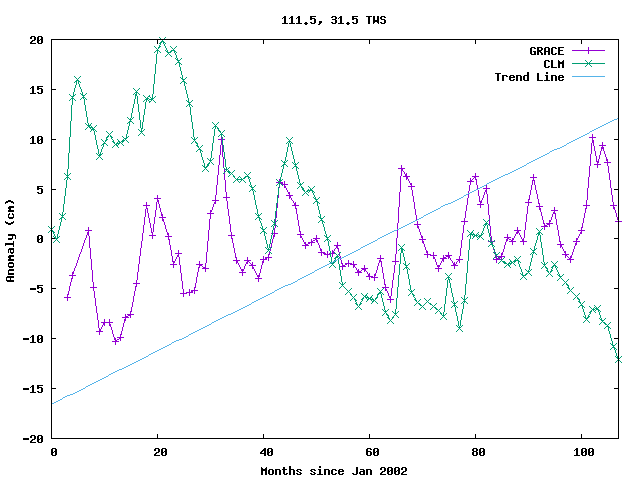 111.5, 31.5 TWS
GRACE
CLM
Trend Line
20
15
10
5
0
-5
-10
-15
-20
Anomaly (cm)
0 20 40 60 80 100
Months since Jan 2002